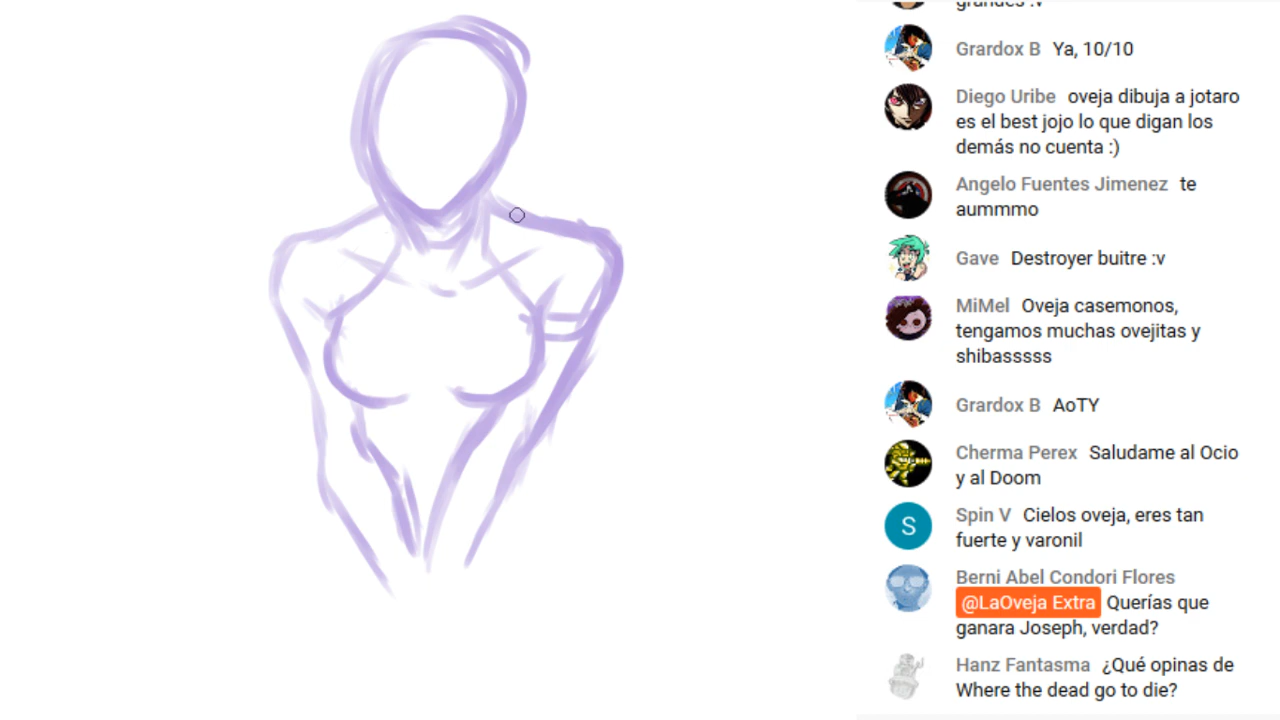 grandes :v
Grardox B Ya, 10/10
Diego Uribe oveja dibuja a jotaro
es el best jojo lo que digan los
demás no cuenta :)
Angelo Fuentes Jimenez te
aummmo
Gave Destroyer buitre :v
MiMel Oveja casemonos,
tengamos muchas ovejitas y
shibasssss
Grardox B AoTY
Cherma Perex Saludame al Ocio
y al Doom
S
Spin V Cielos oveja, eres tan
fuerte y varonil
Berni Abel Condori Flores
@LaOveja Extra Querías que
ganara Joseph, verdad?
Hanz Fantasma ¿Qué opinas de
Where the dead go to die?